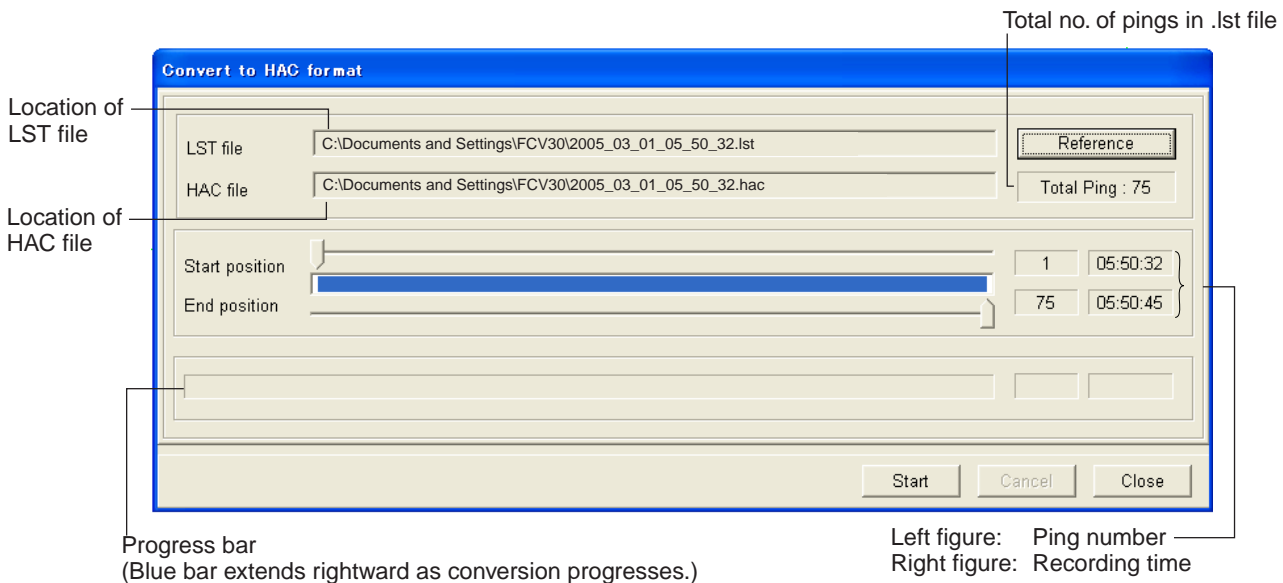 Total no. of pings in .lst file
Convert to HAC format
Location of
LST file
LST file
C:\Documents and Settings\FCV30\2005_03_01_05_50_32.lst
Reference
HAC file
C:\Documents and Settings\FCV30\2005_03_01_05_50_32.hac
Total Ping : 75
Location of
HAC file
Start position
1
05:50:32
End position
75
05:50:45
Start
Cancel
Close
Progress bar
(Blue bar extends rightward as conversion progresses.)
Left figure: Ping number
Right figure: Recording time